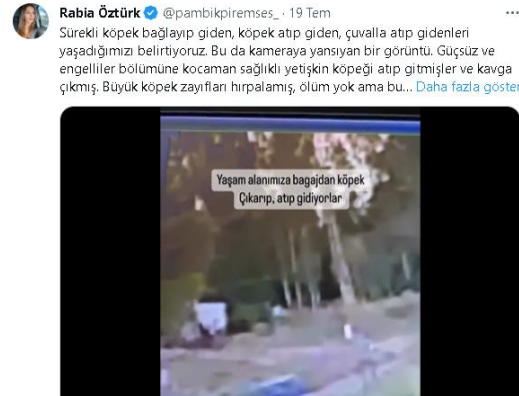 Rabia Öztürk @pambikpiremses_ · 19 Tem
Sürekli köpek bağlayıp giden, köpek atıp giden, çuvalla atıp gidenleri
yaşadığımızı belirtiyoruz. Bu da kameraya yansıyan bir görüntü. Güçsüz ve
engelliler bölümüne kocaman sağlıklı yetişkin köpeği atıp gitmişler ve kavga
çıkmış. Büyük köpek zayıfları hırpalamış, ölüm yok ama bu... Daha fazla göster
Yaşam alanımıza bagajdan köpek
Çıkarıp, atıp gidiyorlar